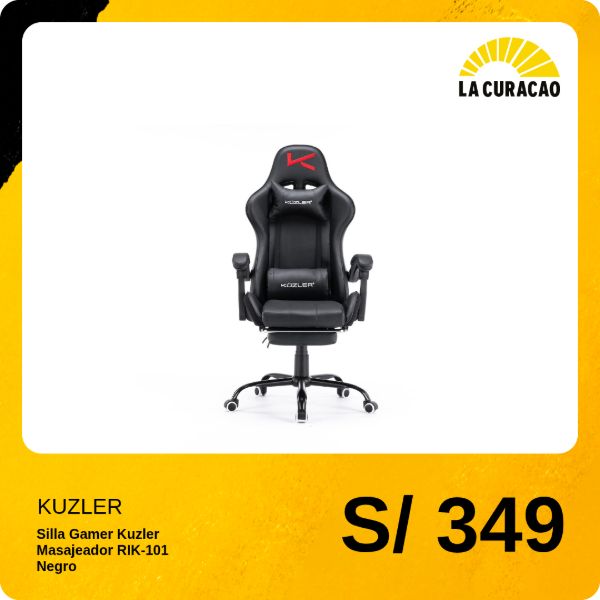 LA CURACAO
KUZLER
KUZLER
KUZLER
Silla Gamer Kuzler
Masajeador RIK-101
Negro
S/ 349